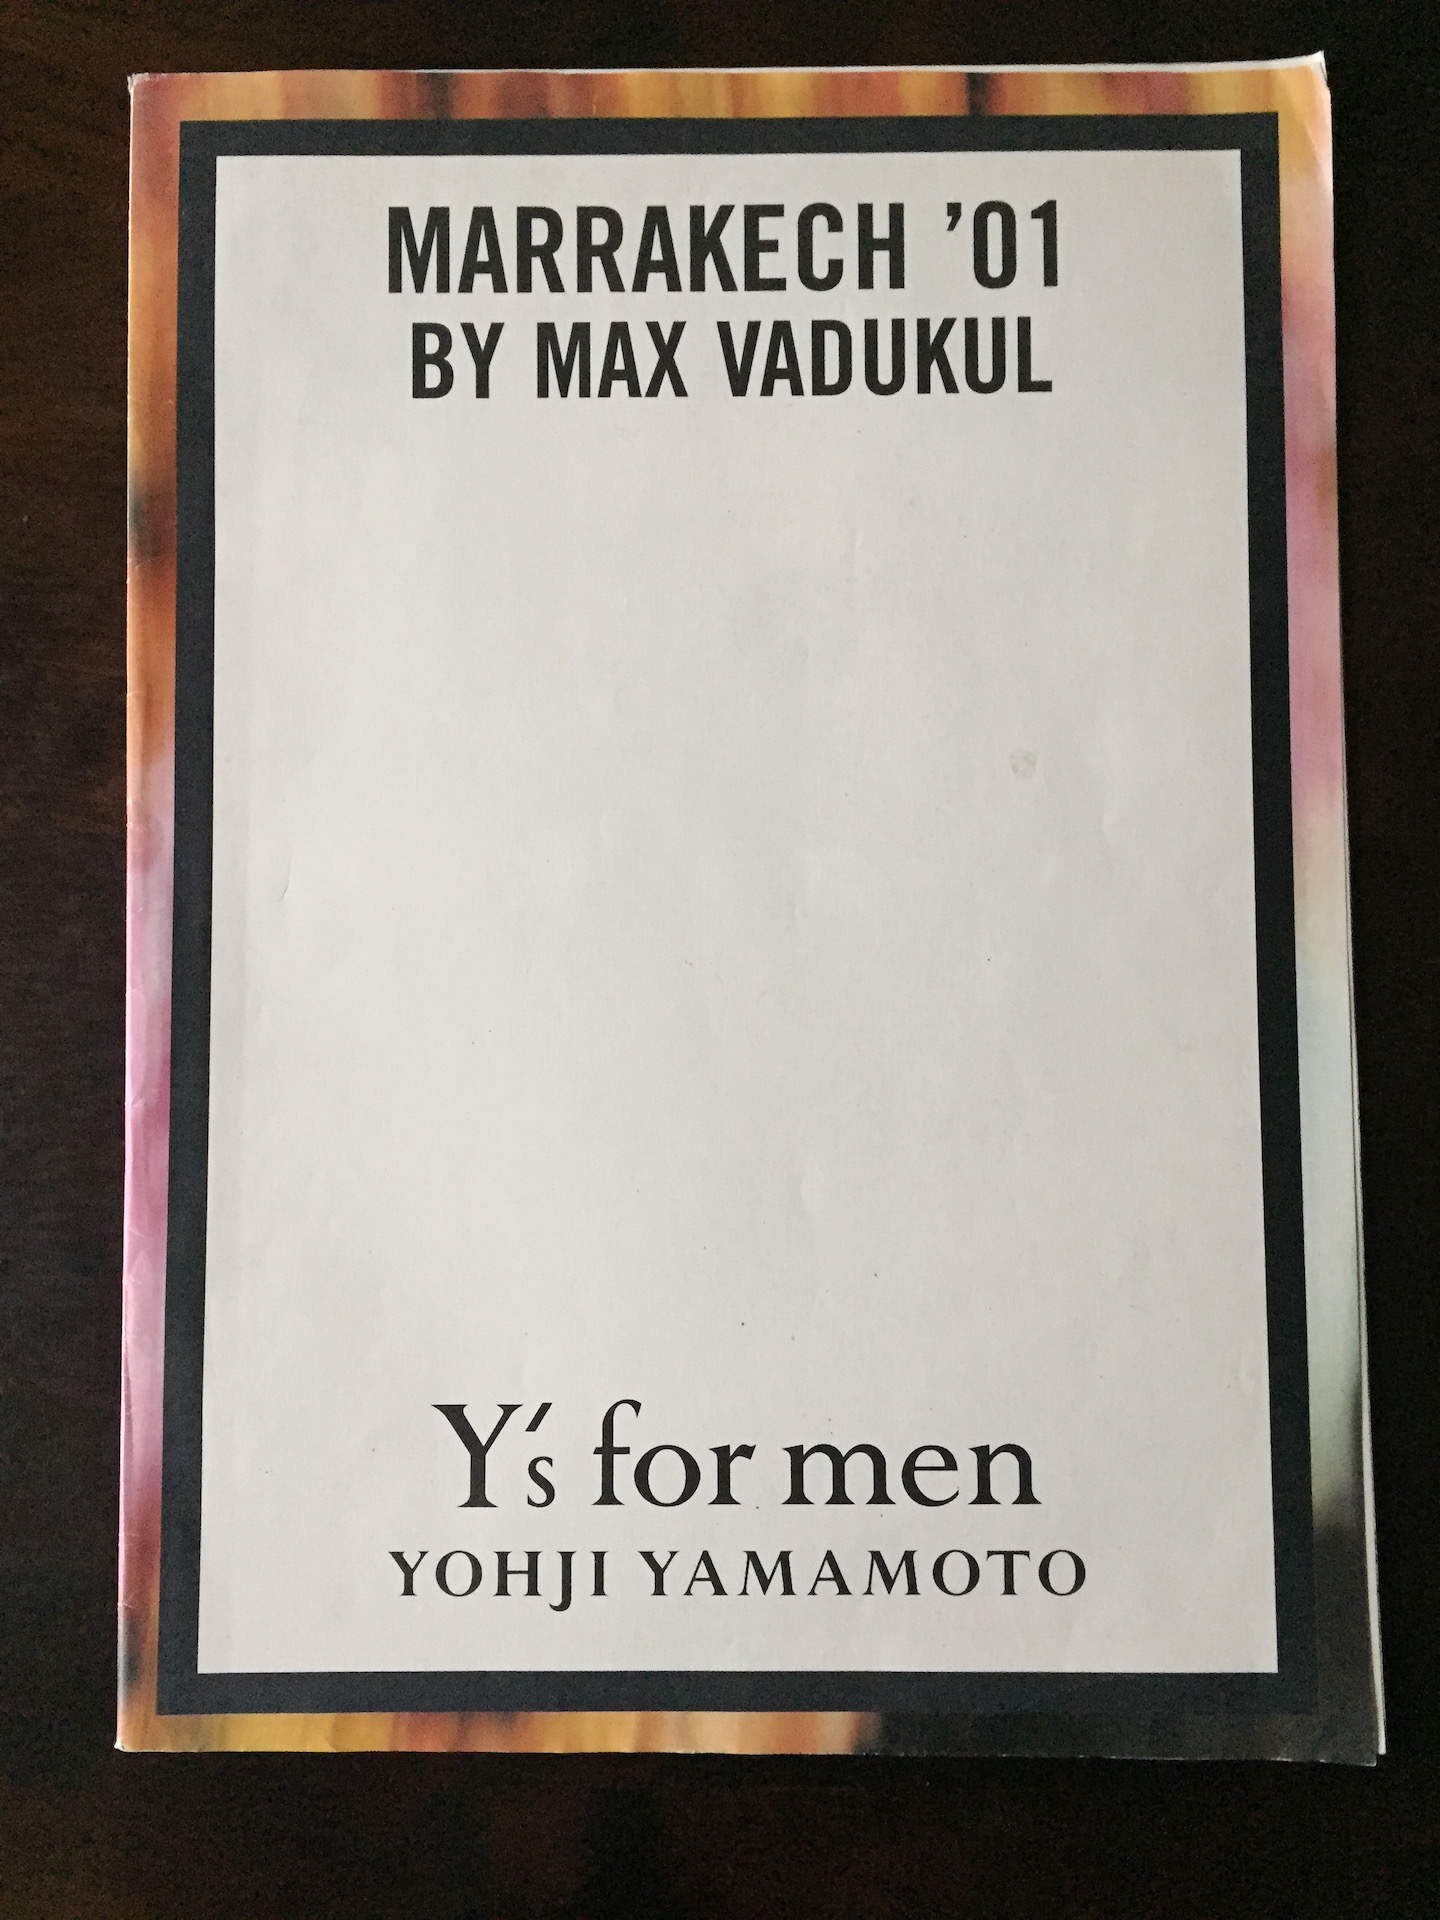 MARRAKECH ’01
BY MAX VADUKUL
Y's for men
YOHJI YAMAMOTO